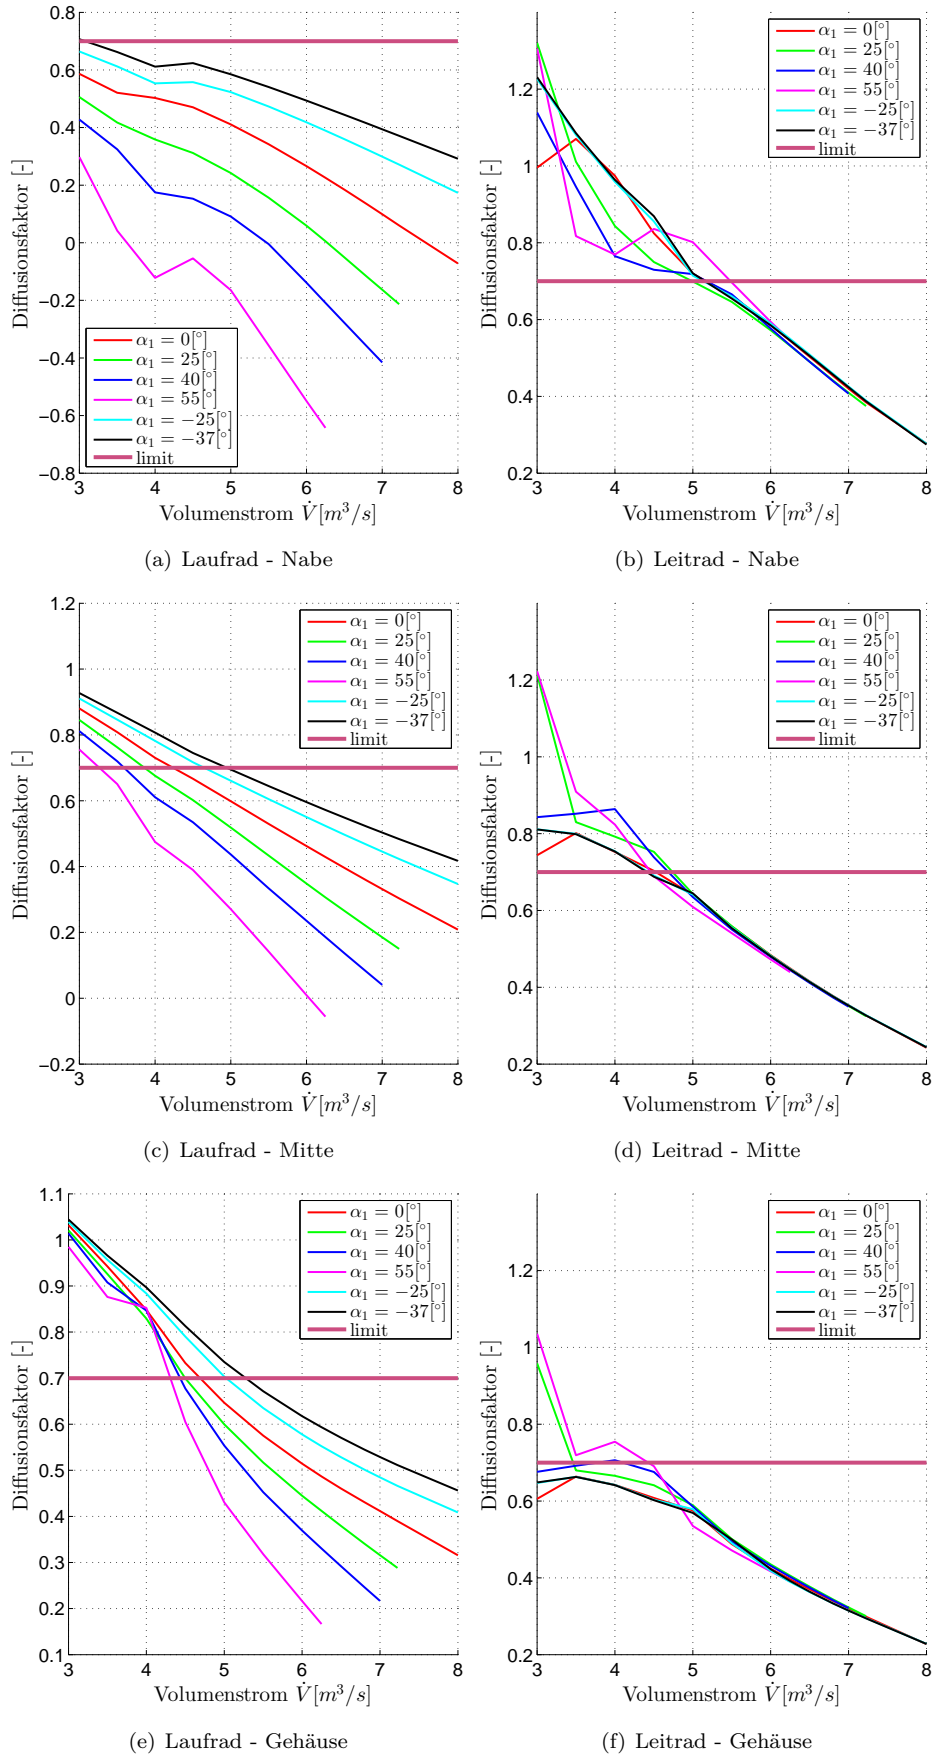 0.8
0.6
0.4
0.2
0
−0.2
−0.4
−0.6
−0.8
3 4 5 6 7 8
Diffusionsfaktor [-]
Volumenstrom V̇[m³/s]
α₁ = 0[°]
α₁ = 25[°]
α₁ = 40[°]
α₁ = 55[°]
α₁ = −25[°]
α₁ = −37[°]
limit
(a) Laufrad - Nabe
1.2
1
0.8
0.6
0.4
0.2
3 4 5 6 7 8
Diffusionsfaktor [-]
Volumenstrom V̇[m³/s]
α₁ = 0[°]
α₁ = 25[°]
α₁ = 40[°]
α₁ = 55[°]
α₁ = −25[°]
α₁ = −37[°]
limit
(b) Leitrad - Nabe
1.2
1
0.8
0.6
0.4
0.2
0
−0.2
3 4 5 6 7 8
Diffusionsfaktor [-]
Volumenstrom V̇[m³/s]
α₁ = 0[°]
α₁ = 25[°]
α₁ = 40[°]
α₁ = 55[°]
α₁ = −25[°]
α₁ = −37[°]
limit
(c) Laufrad - Mitte
1.2
1
0.8
0.6
0.4
0.2
3 4 5 6 7 8
Diffusionsfaktor [-]
Volumenstrom V̇[m³/s]
α₁ = 0[°]
α₁ = 25[°]
α₁ = 40[°]
α₁ = 55[°]
α₁ = −25[°]
α₁ = −37[°]
limit
(d) Leitrad - Mitte
1.1
1
0.9
0.8
0.7
0.6
0.5
0.4
0.3
0.2
0.1
3 4 5 6 7 8
Diffusionsfaktor [-]
Volumenstrom V̇[m³/s]
α₁ = 0[°]
α₁ = 25[°]
α₁ = 40[°]
α₁ = 55[°]
α₁ = −25[°]
α₁ = −37[°]
limit
(e) Laufrad - Gehäuse
1.2
1
0.8
0.6
0.4
0.2
3 4 5 6 7 8
Diffusionsfaktor [-]
Volumenstrom V̇[m³/s]
α₁ = 0[°]
α₁ = 25[°]
α₁ = 40[°]
α₁ = 55[°]
α₁ = −25[°]
α₁ = −37[°]
limit
(f) Leitrad - Gehäuse